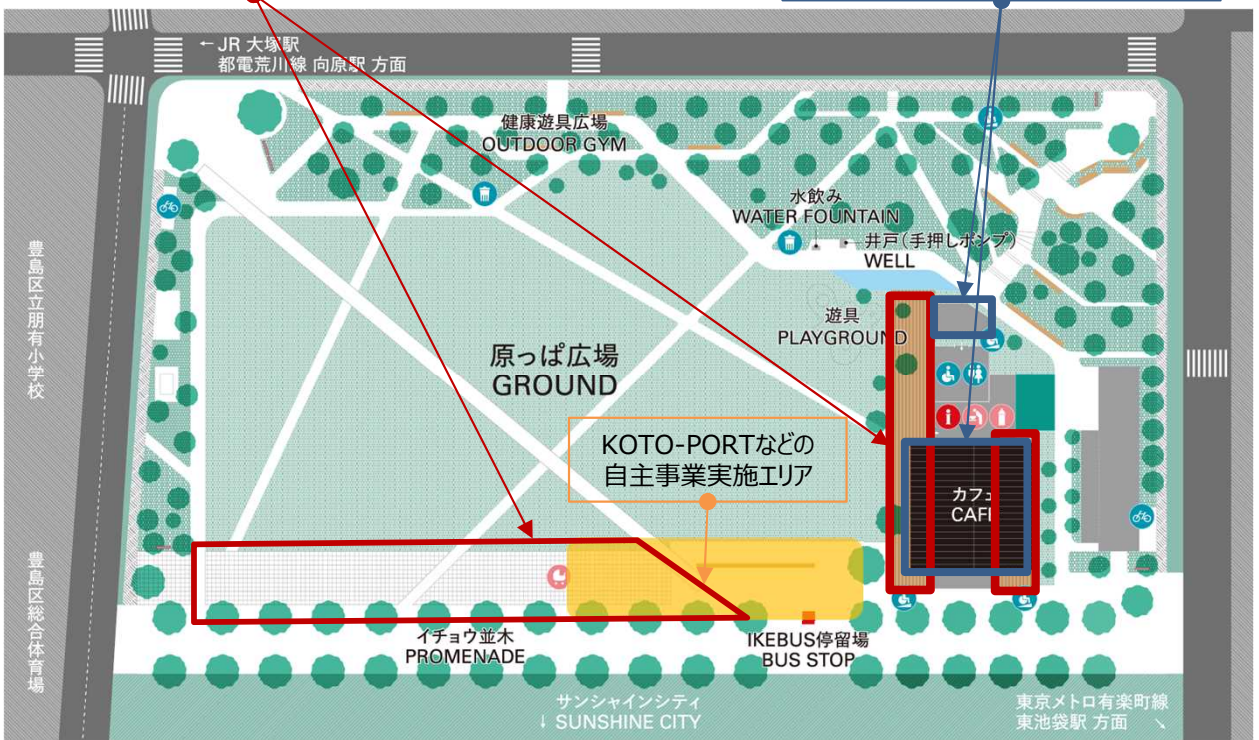 ←JR 大塚駅
都電荒川線 向原駅 方面
健康遊具広場
OUTDOOR GYM
水飲み
WATER FOUNTAIN
井戸(手押しポンプ)
WELL
遊具
PLAYGROUND
豊島区立朋有小学校
原っぱ広場
GROUND
KOTO-PORTなどの
自主事業実施エリア
カフェ
CAFE
豊島区総合体育場
イチョウ並木
PROMENADE
IKEBUS停留場
BUS STOP
サンシャインシティ
↓ SUNSHINE CITY
東京メトロ有楽町線
東池袋駅 方面 ↘